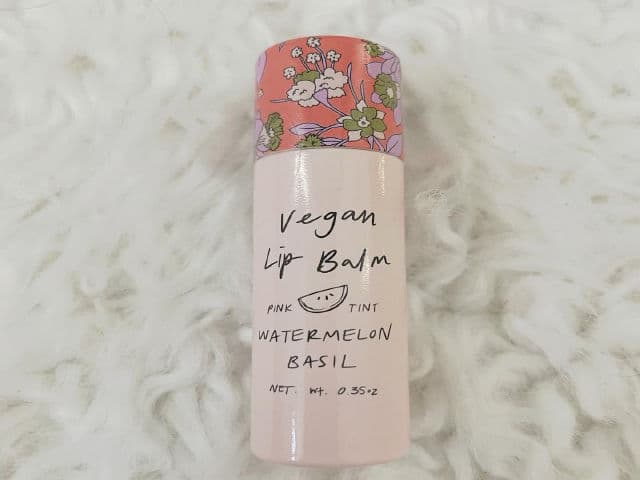 Vegan
Lip Balm
PINK TINT
WATERMELON
BASIL
NET. Wt. 0.35oz